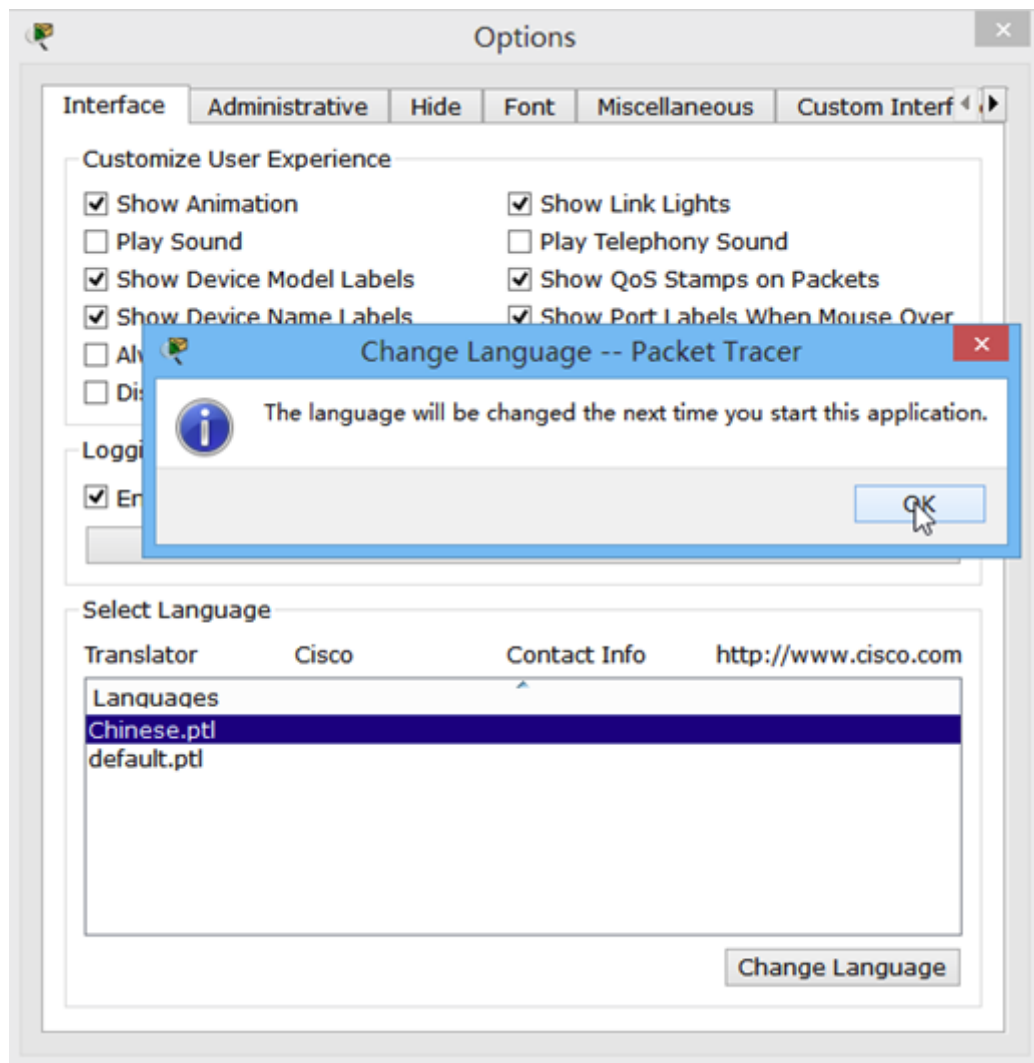 Options
Interface Administrative Hide Font Miscellaneous Custom Interf
Customize User Experience
Show Animation Show Link Lights
Play Sound Play Telephony Sound
Show Device Model Labels Show QoS Stamps on Packets
Show Device Name Labels Show Port Labels When Mouse Over
Change Language -- Packet Tracer
The language will be changed the next time you start this application.
OK
Select Language
Translator Cisco Contact Info http://www.cisco.com
Languages
Chinese.ptl
default.ptl
Change Language